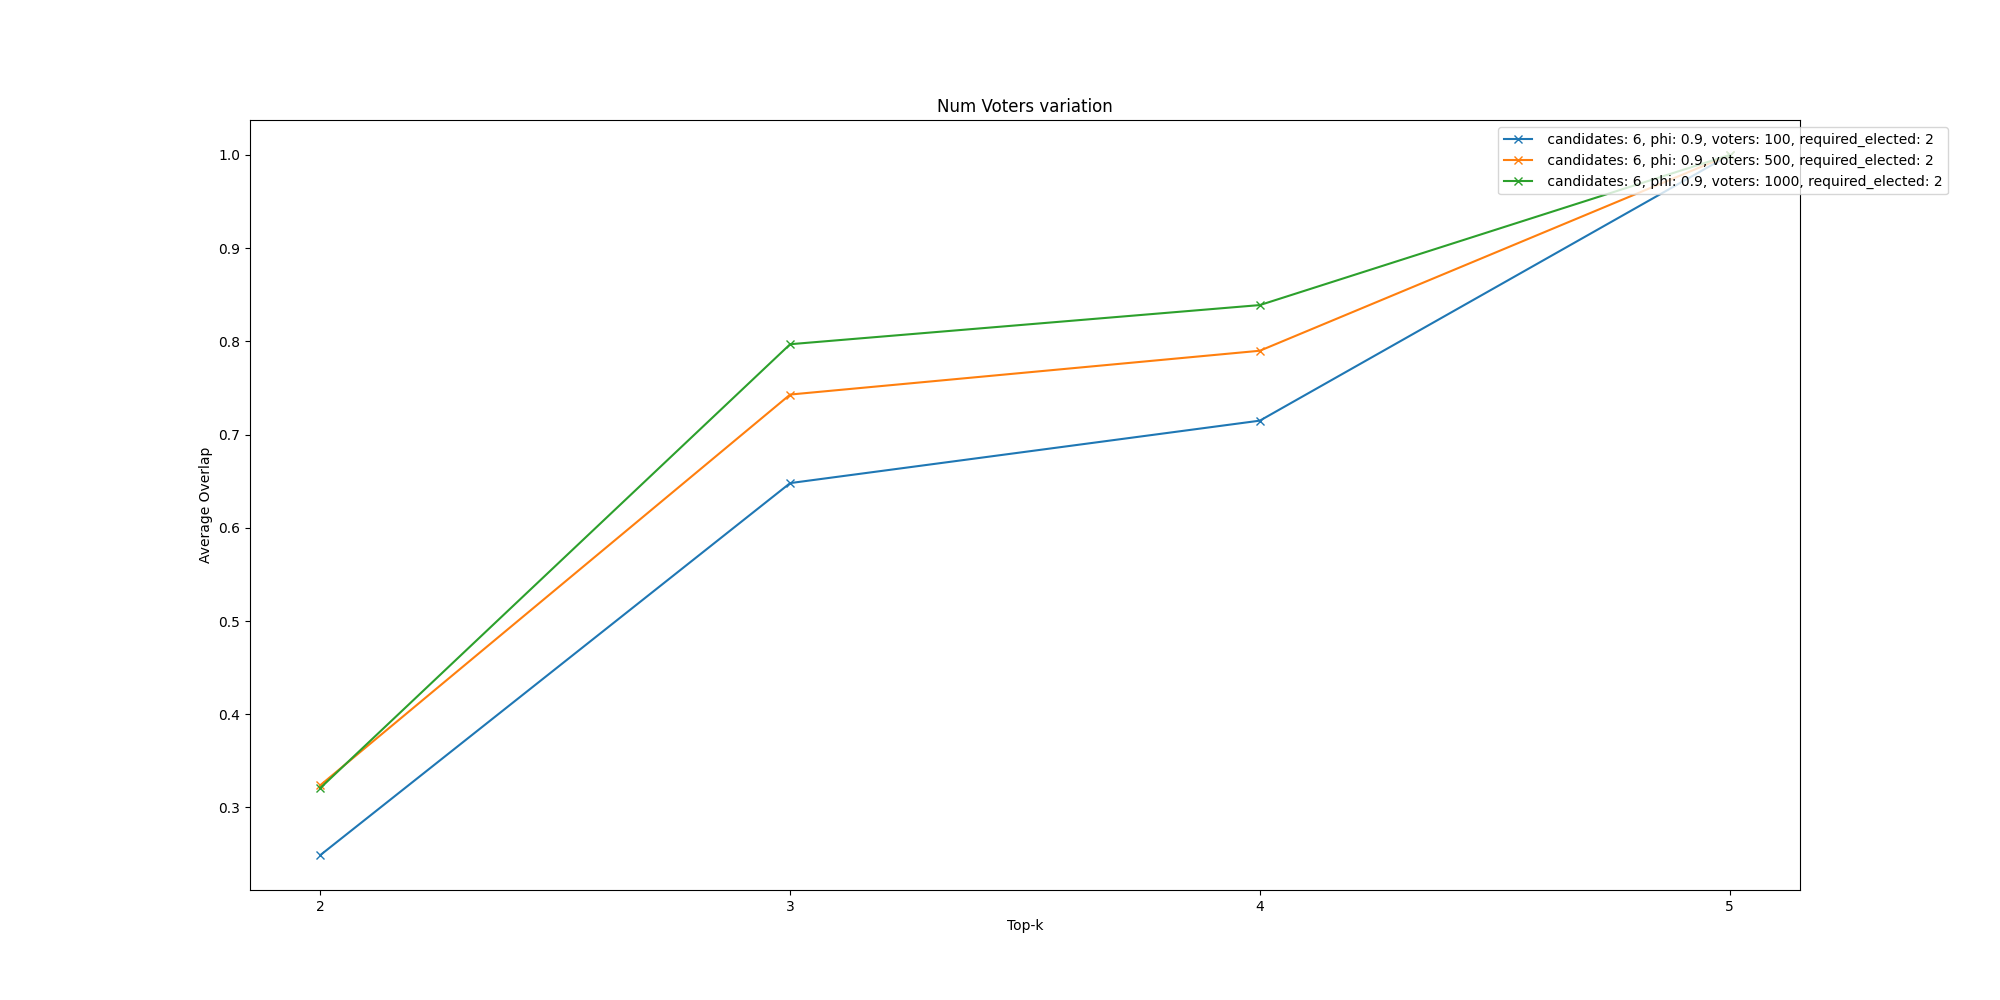 Num Voters variation
candidates: 6, phi: 0.9, voters: 100, required_elected: 2
candidates: 6, phi: 0.9, voters: 500, required_elected: 2
candidates: 6, phi: 0.9, voters: 1000, required_elected: 2
1.0
0.9
0.8
0.7
0.6
0.5
0.4
0.3
Average Overlap
2 3 4 5
Top-k